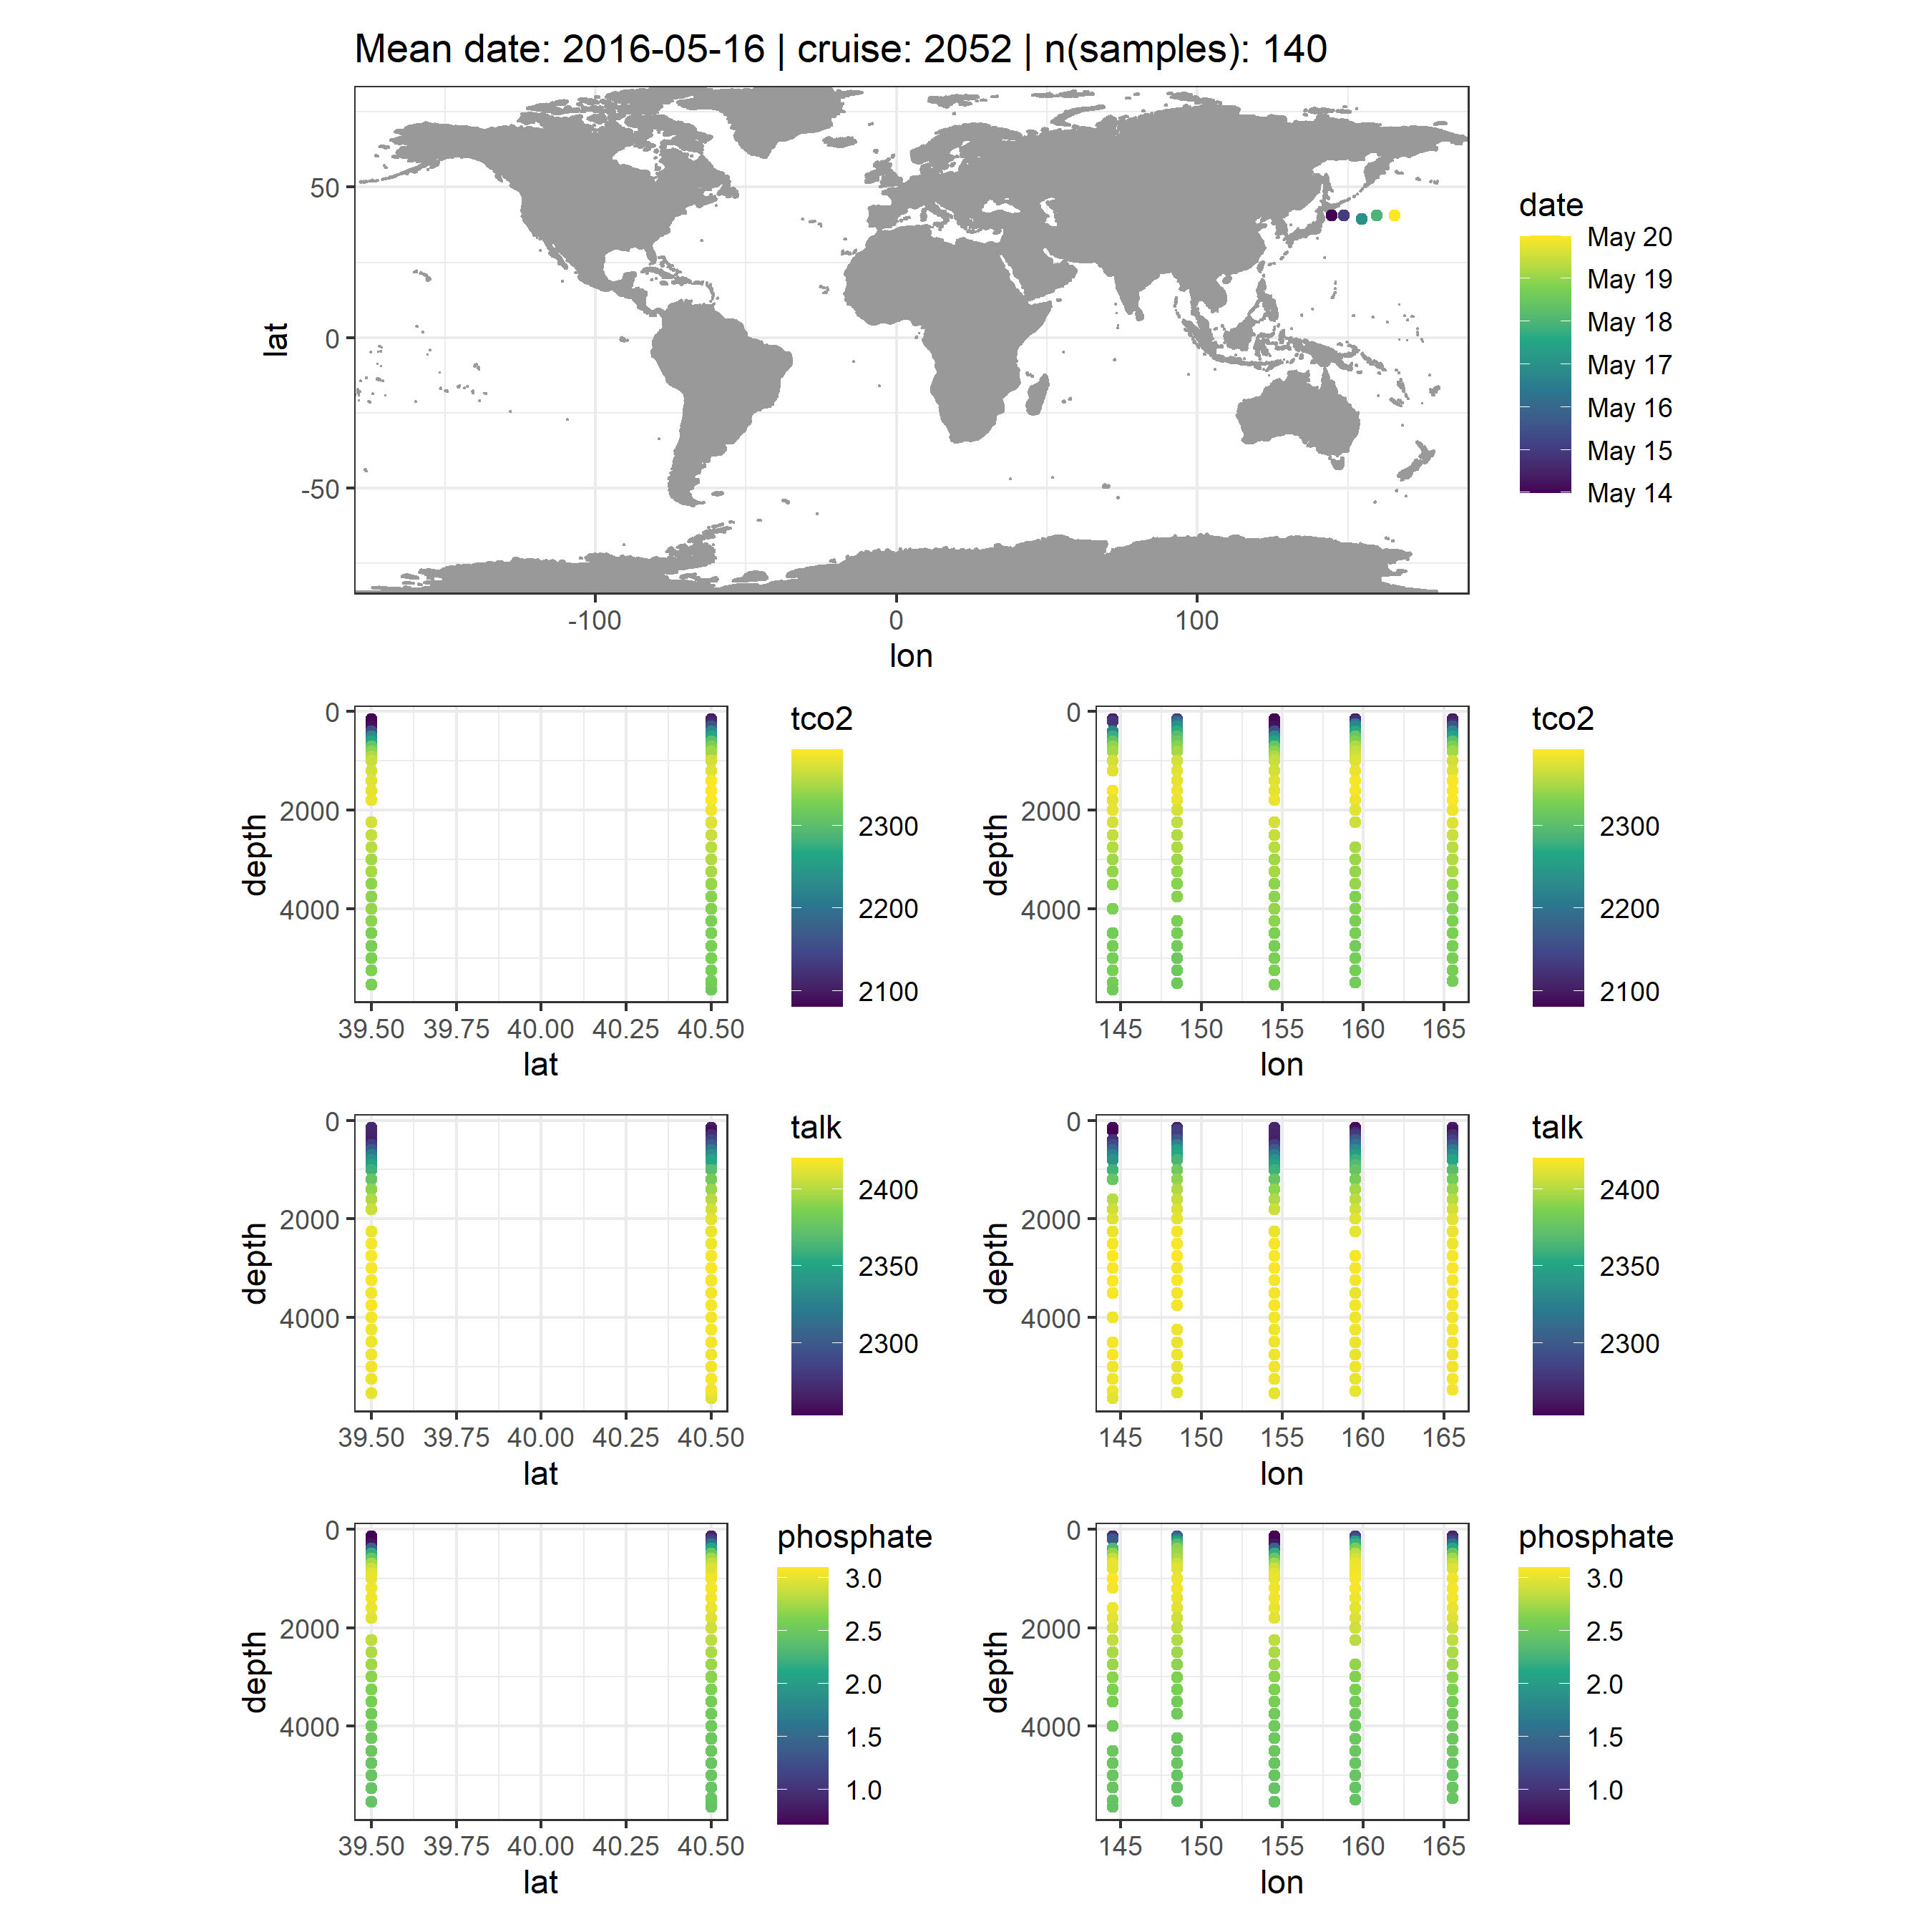 Mean date: 2016-05-16 | cruise: 2052 | n(samples): 140
lat
50
0
-50
-100
0
100
lon
date
May 20
May 19
May 18
May 17
May 16
May 15
May 14
depth
0
2000
4000
39.50
39.75
40.00
40.25
40.50
lat
tco2
2300
2200
2100
depth
0
2000
4000
145
150
155
160
165
lon
tco2
2300
2200
2100
depth
0
2000
4000
39.50
39.75
40.00
40.25
40.50
lat
talk
2400
2350
2300
depth
0
2000
4000
145
150
155
160
165
lon
talk
2400
2350
2300
depth
0
2000
4000
39.50
39.75
40.00
40.25
40.50
lat
phosphate
3.0
2.5
2.0
1.5
1.0
depth
0
2000
4000
145
150
155
160
165
lon
phosphate
3.0
2.5
2.0
1.5
1.0